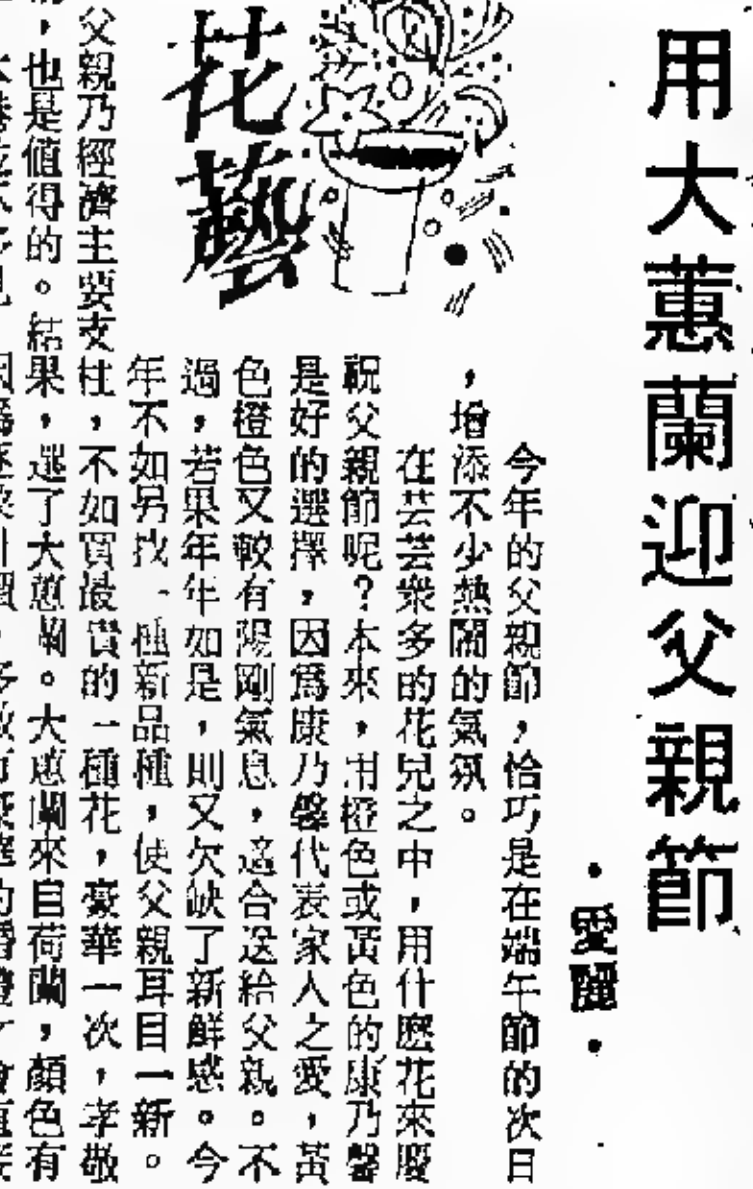 用大蕙蘭迎父親節
·愛麗·
花藝
今年的父親節，恰巧是在端午節的次日
，增添不少熱鬧的氣氛。
在芸芸衆多的花兒之中，用什麽花來慶
祝父親節呢？本來，用橙色或黃色的康乃馨
是好的選擇，因爲康乃馨代表家人之愛，黃
色橙色又較有陽剛氣息，適合送給父親。不
過，若果年年如是，則又欠缺了新鮮感。今
年不如另找一種新品種，使父親耳目一新。
父親乃經濟主要支柱，不如買最貴的一種花，豪華一次，孝敬
，也是值得的。結果，選了大蕙蘭。大蕙蘭來自荷蘭，顏色有